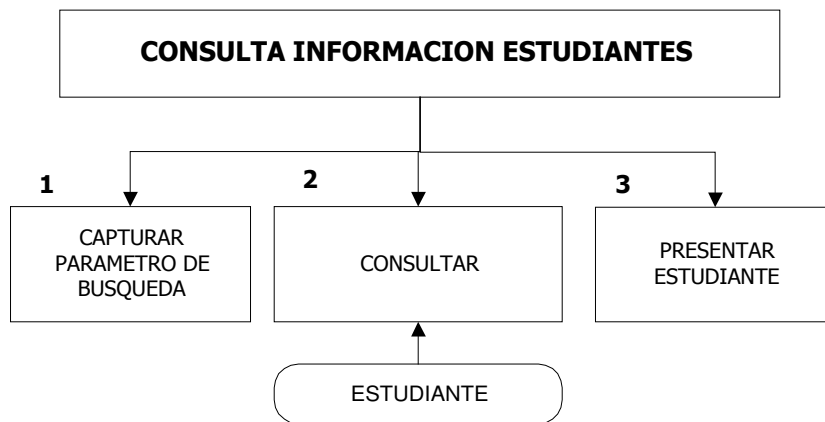 CONSULTA INFORMACION ESTUDIANTES
1
CAPTURAR
PARAMETRO DE
BUSQUEDA
2
CONSULTAR
3
PRESENTAR
ESTUDIANTE
ESTUDIANTE